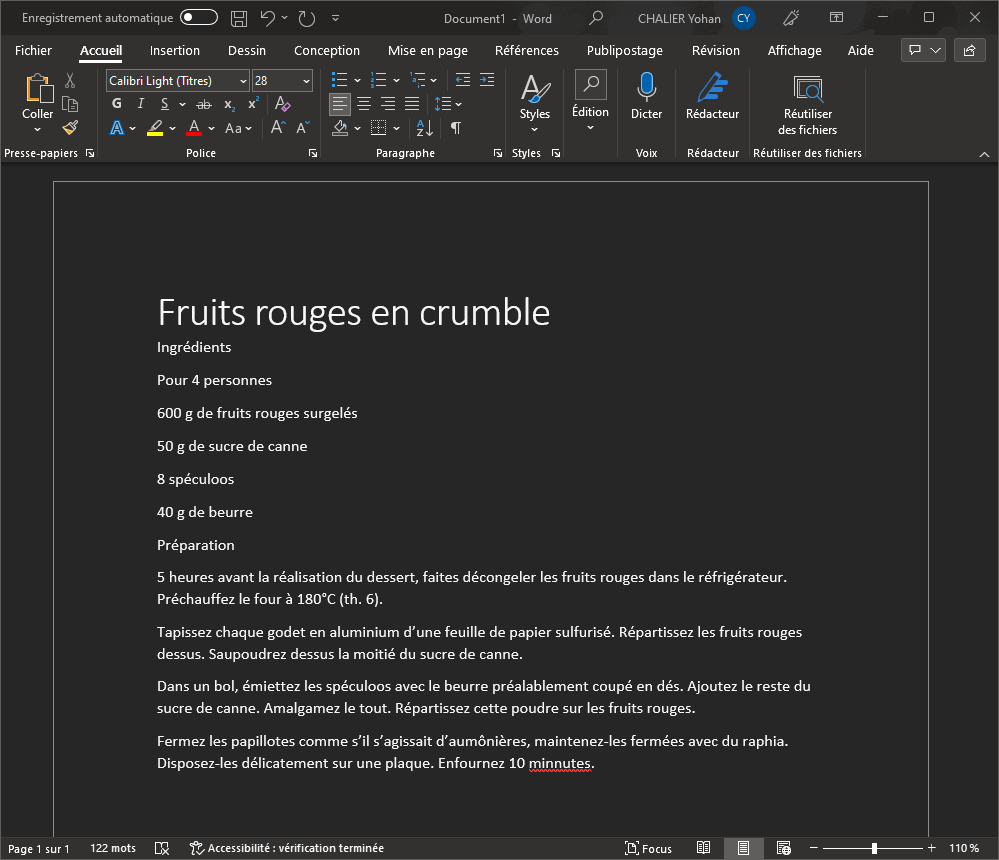 Enregistrement automatique
Document1 - Word
CHALIER Yohan
CY
Fichier
Accueil
Insertion
Dessin
Conception
Mise en page
Références
Publipostage
Révision
Affichage
Aide
Coller
Presse-papiers
Calibri Light (Titres)
28
G I S ab x₂ x² A
A A Aa A A
Police
Paragraphe
Styles
Styles
Édition
Dicter
Voix
Rédacteur
Rédacteur
Réutiliser
des fichiers
Réutiliser des fichiers
Fruits rouges en crumble
Ingrédients
Pour 4 personnes
600 g de fruits rouges surgelés
50 g de sucre de canne
8 spéculoos
40 g de beurre
Préparation
5 heures avant la réalisation du dessert, faites décongeler les fruits rouges dans le réfrigérateur.
Préchauffez le four à 180°C (th. 6).
Tapissez chaque godet en aluminium d’une feuille de papier sulfurisé. Répartissez les fruits rouges
dessus. Saupoudrez dessus la moitié du sucre de canne.
Dans un bol, émiettez les spéculoos avec le beurre préalablement coupé en dés. Ajoutez le reste du
sucre de canne. Amalgamez le tout. Répartissez cette poudre sur les fruits rouges.
Fermez les papillotes comme s’il s’agissait d’aumônières, maintenez-les fermées avec du raphia.
Disposez-les délicatement sur une plaque. Enfournez 10 minnutes.
Page 1 sur 1
122 mots
Accessibilité : vérification terminée
Focus
110 %